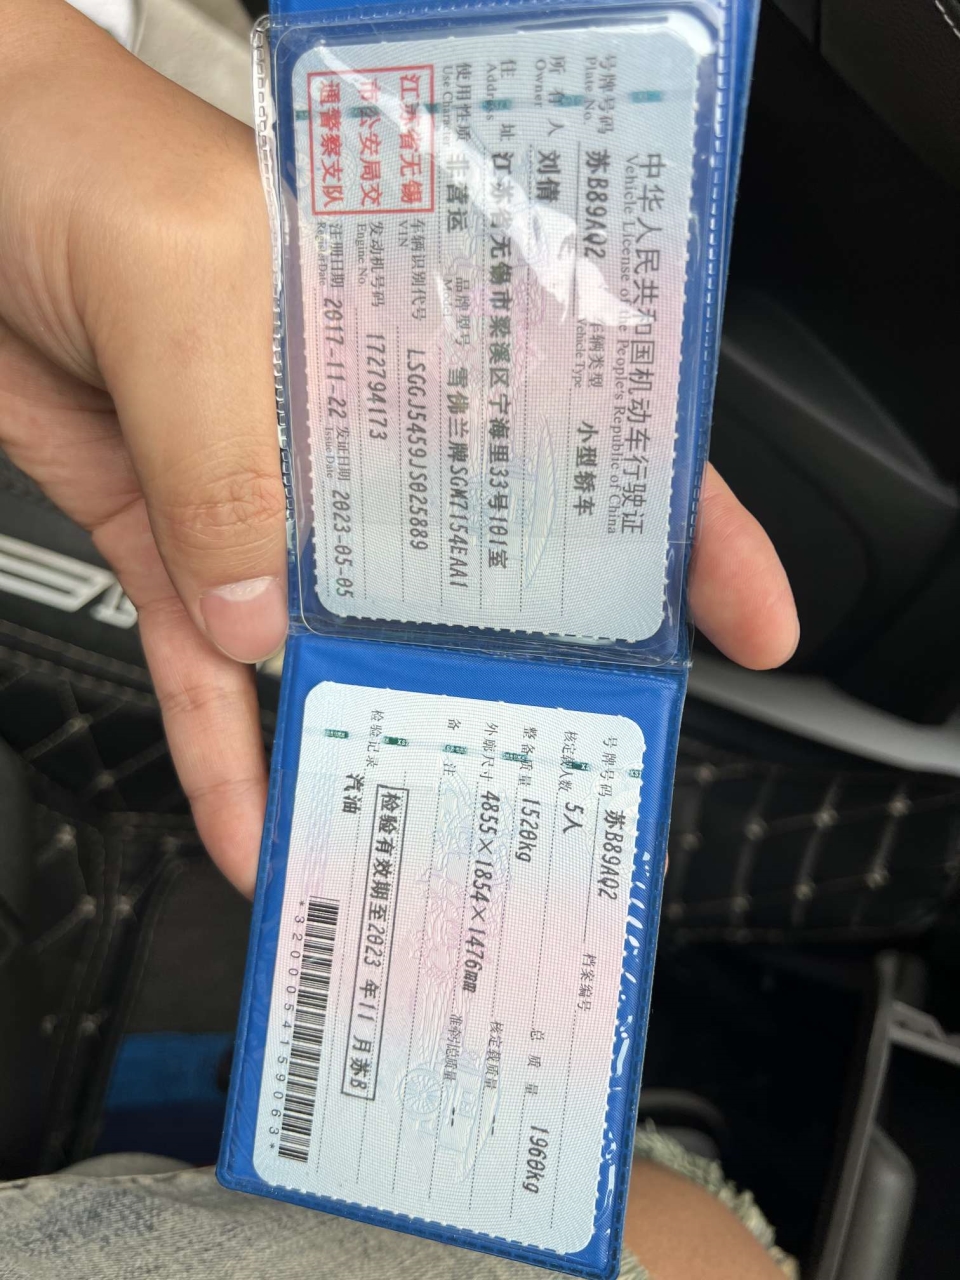 中华人民共和国机动车行驶证
Vehicle License of the People's Republic of China
号牌号码 苏B89AQ2 车辆类型 小型轿车
Plate No. Vehicle Type
所有人 刘倩
Owner
住址 江苏省无锡市梁溪区宁海里33号101室
Address
使用性质 非营运 品牌型号 雪佛兰牌SGM7154EAA1
Use Character Model
江苏省无锡市公安局交通警察支队
车辆识别代号 LSGGJ5459JS025889
VIN
发动机号码 172794173
Engine No.
注册日期 2017-11-22 发证日期 2023-05-05
Register Date Issue Date
号牌号码 苏B89AQ2 档案编号
核定载人数 5人 总质量 1960kg
整备质量 1520kg 核定载质量 --
外廓尺寸 4855×1854×1476mm 准牵引总质量 --
备注
检验有效期至2023年11月苏B
检验记录
汽油
*3200054159063*